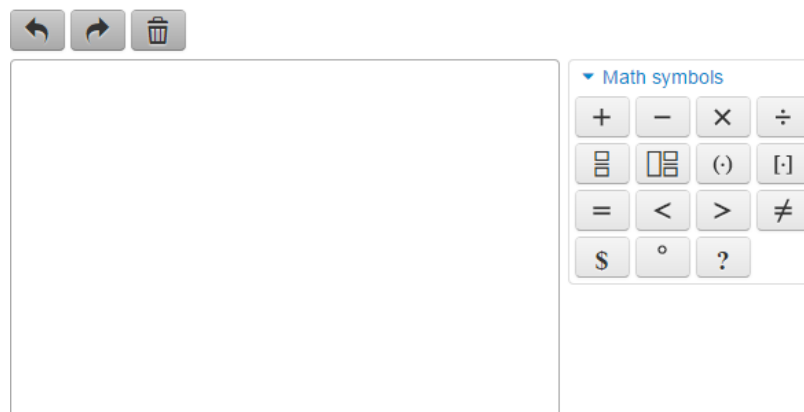 Math symbols
+ − × ÷
(·) [·]
= < > ≠
$ ° ?